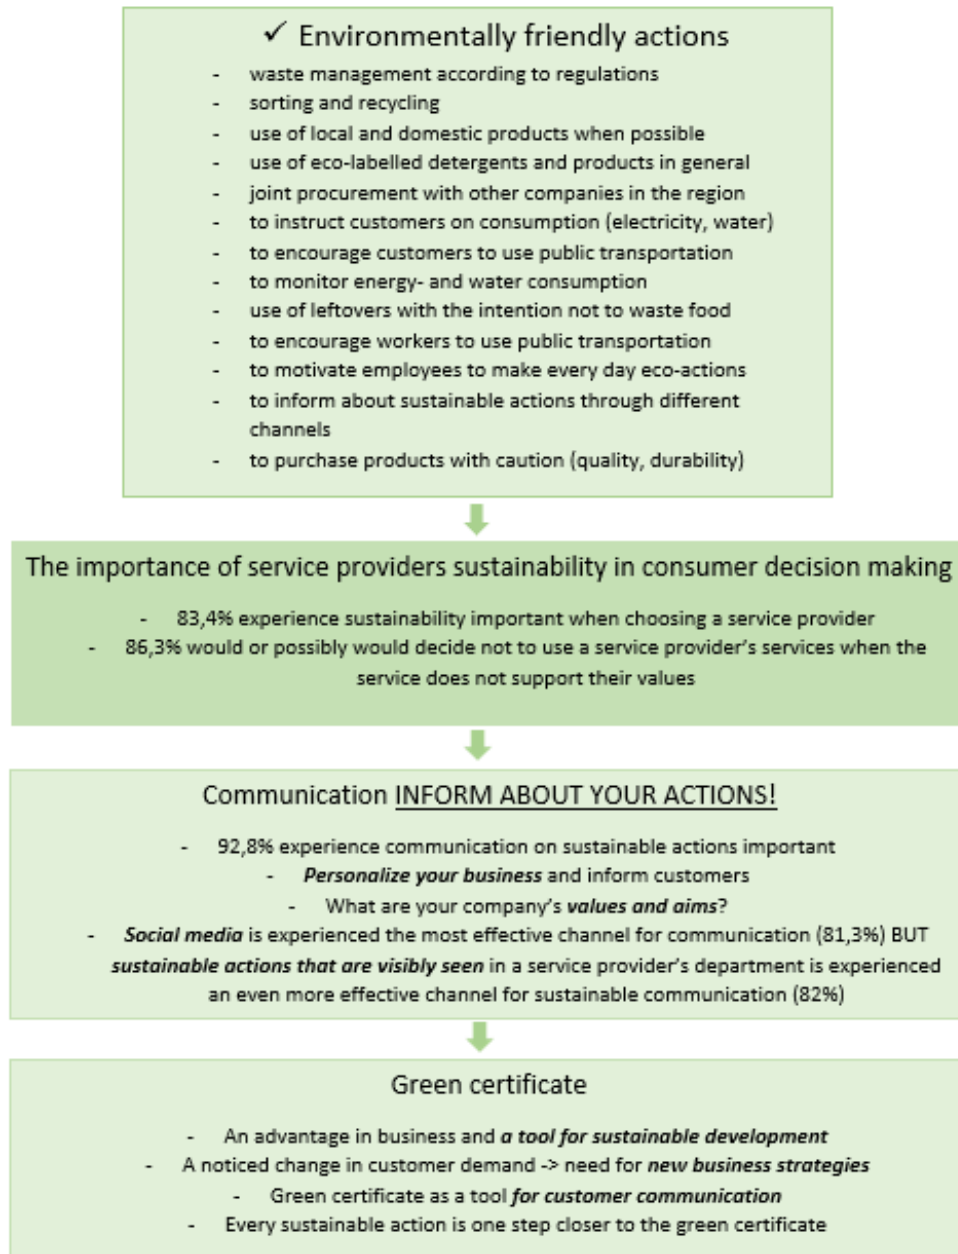 ✓ Environmentally friendly actions
- waste management according to regulations
- sorting and recycling
- use of local and domestic products when possible
- use of eco-labelled detergents and products in general
- joint procurement with other companies in the region
- to instruct customers on consumption (electricity, water)
- to encourage customers to use public transportation
- to monitor energy- and water consumption
- use of leftovers with the intention not to waste food
- to encourage workers to use public transportation
- to motivate employees to make every day eco-actions
- to inform about sustainable actions through different
channels
- to purchase products with caution (quality, durability)
The importance of service providers sustainability in consumer decision making
- 83,4% experience sustainability important when choosing a service provider
- 86,3% would or possibly would decide not to use a service provider's services when the
service does not support their values
Communication INFORM ABOUT YOUR ACTIONS!
- 92,8% experience communication on sustainable actions important
- Personalize your business and inform customers
- What are your company's values and aims?
- Social media is experienced the most effective channel for communication (81,3%) BUT
sustainable actions that are visibly seen in a service provider's department is experienced
an even more effective channel for sustainable communication (82%)
Green certificate
- An advantage in business and a tool for sustainable development
- A noticed change in customer demand -> need for new business strategies
- Green certificate as a tool for customer communication
- Every sustainable action is one step closer to the green certificate